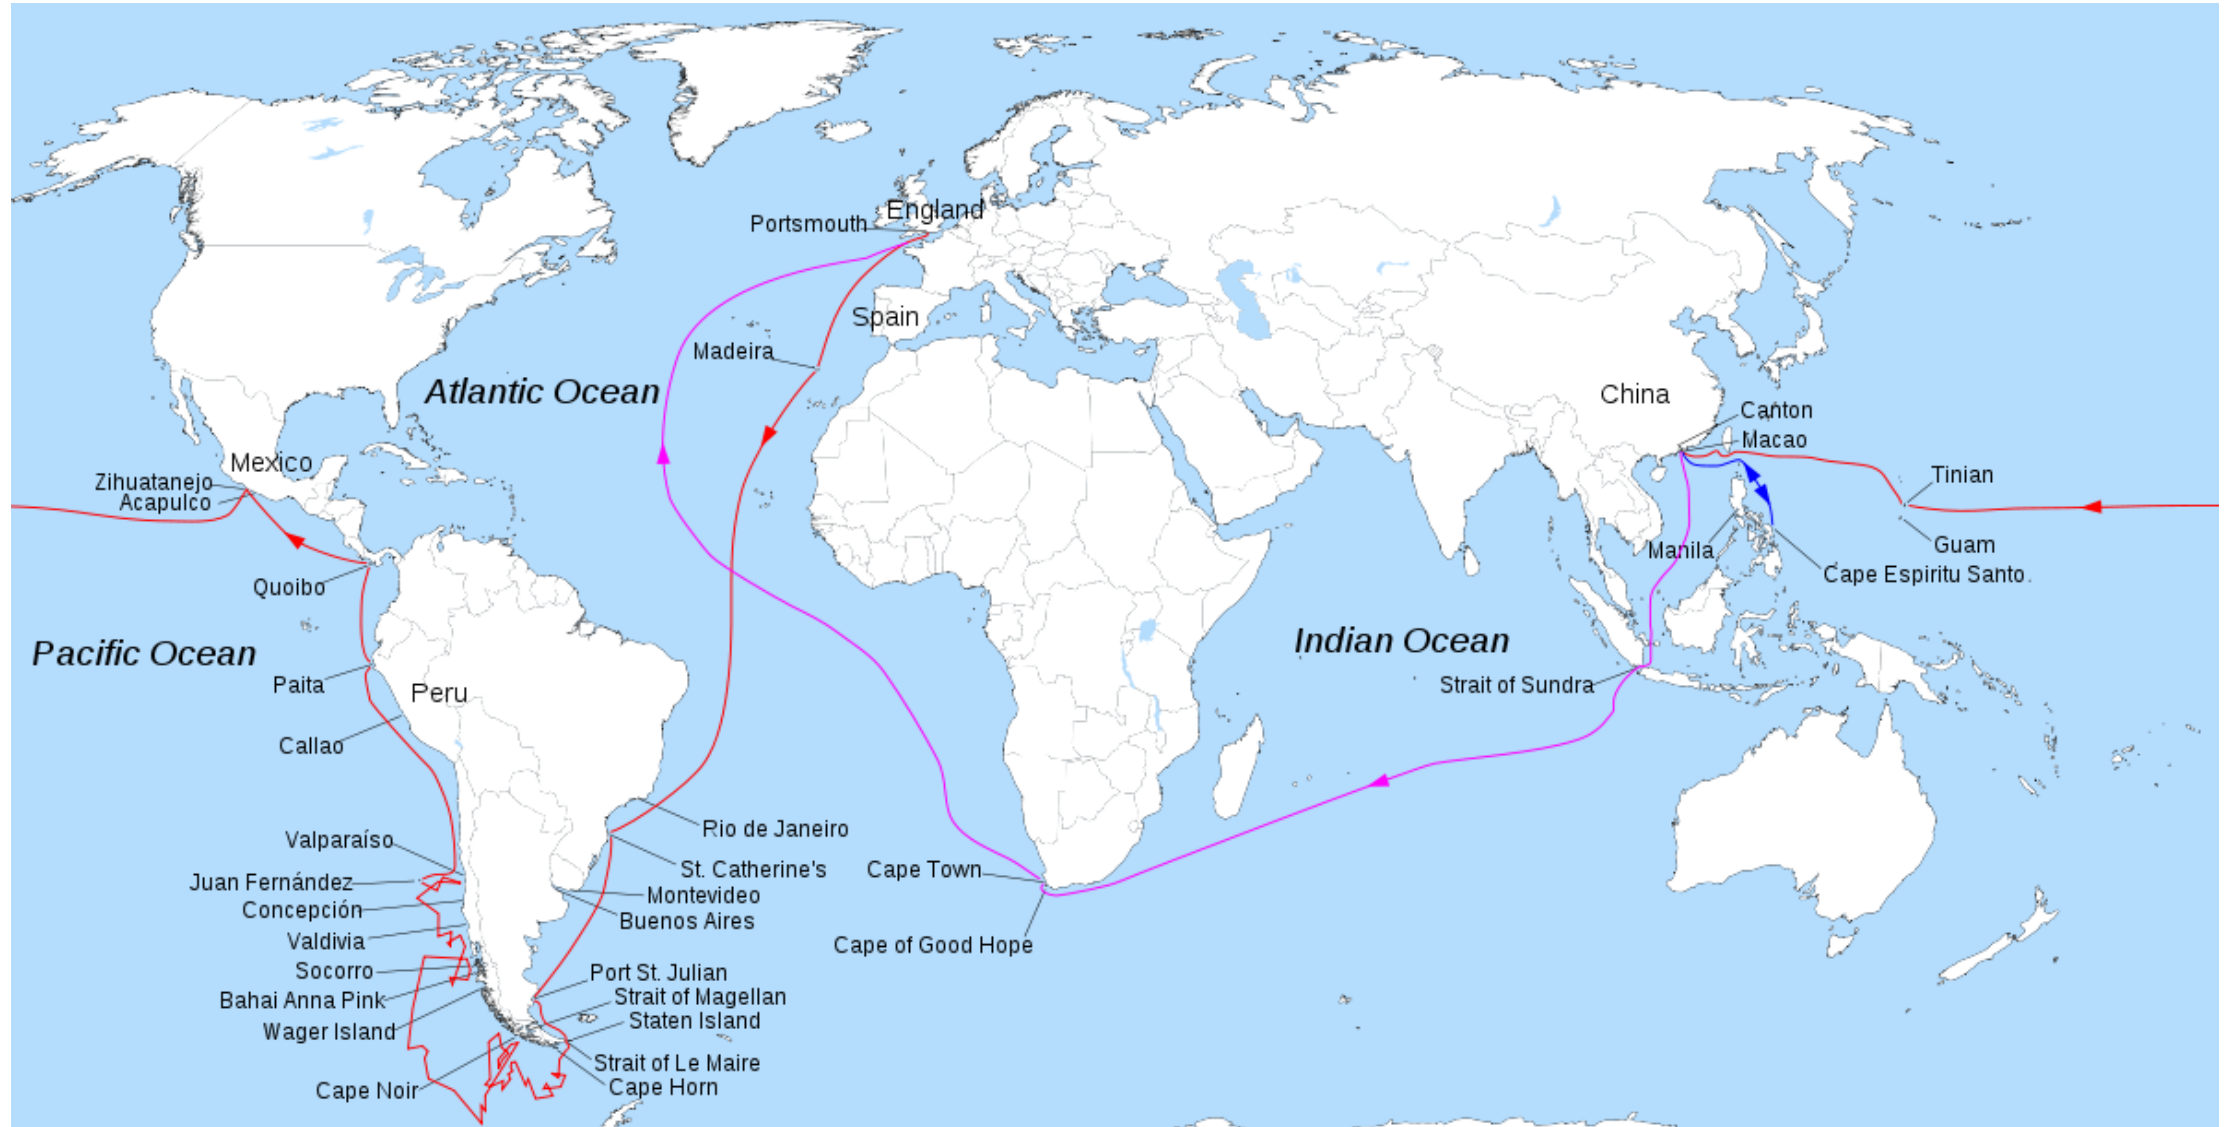 England
Portsmouth
Spain
Madeira
Atlantic Ocean
China
Canton
Macao
Mexico
Zihuatanejo
Acapulco
Tinian
Guam
Manila
Cape Espiritu Santo.
Quoibo
Pacific Ocean
Indian Ocean
Paita
Peru
Strait of Sundra
Callao
Rio de Janeiro
Valparaíso
St. Catherine's
Cape Town
Juan Fernández
Montevideo
Concepción
Buenos Aires
Valdivia
Cape of Good Hope
Socorro
Port St. Julian
Bahai Anna Pink
Strait of Magellan
Staten Island
Wager Island
Strait of Le Maire
Cape Noir
Cape Horn